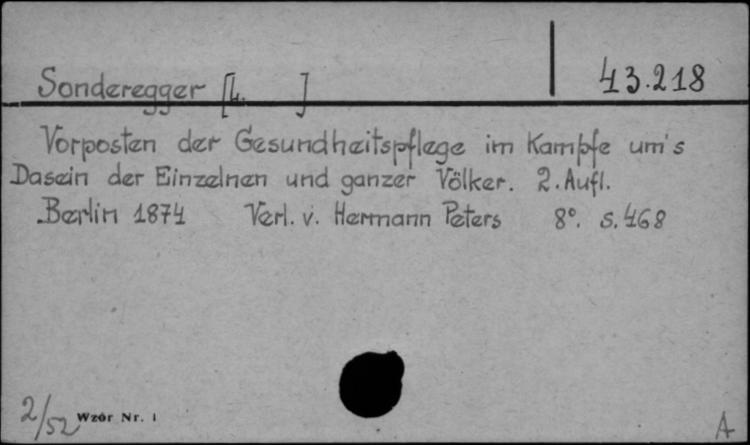 Sonderegger [L. ]
43.218
Vorposten der Gesundheitspflege im Kampfe um's
Dasein der Einzelnen und ganzer Völker. 2. Aufl.
Berlin 1874 Verl. v. Hermann Peters 8°. S. 468
2/52 Wzór Nr. 1
A